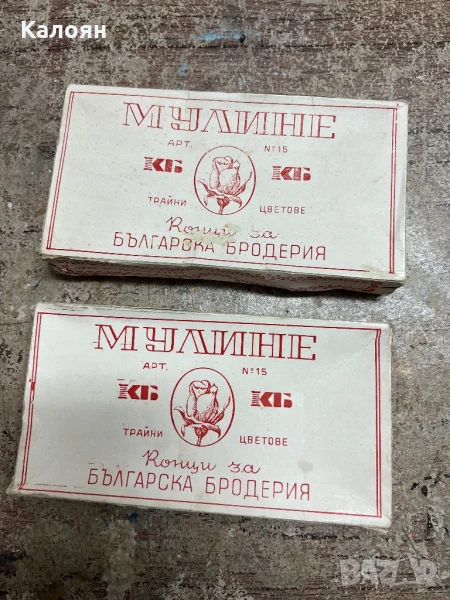 Калоян
МУЛИНЕ
АРТ. №15
КБ КБ
ТРАЙНИ ЦВЕТОВЕ
Конци за
БЪЛГАРСКА БРОДЕРИЯ
МУЛИНЕ
АРТ. №15
КБ КБ
ТРАЙНИ ЦВЕТОВЕ
Конци за
БЪЛГАРСКА БРОДЕРИЯ